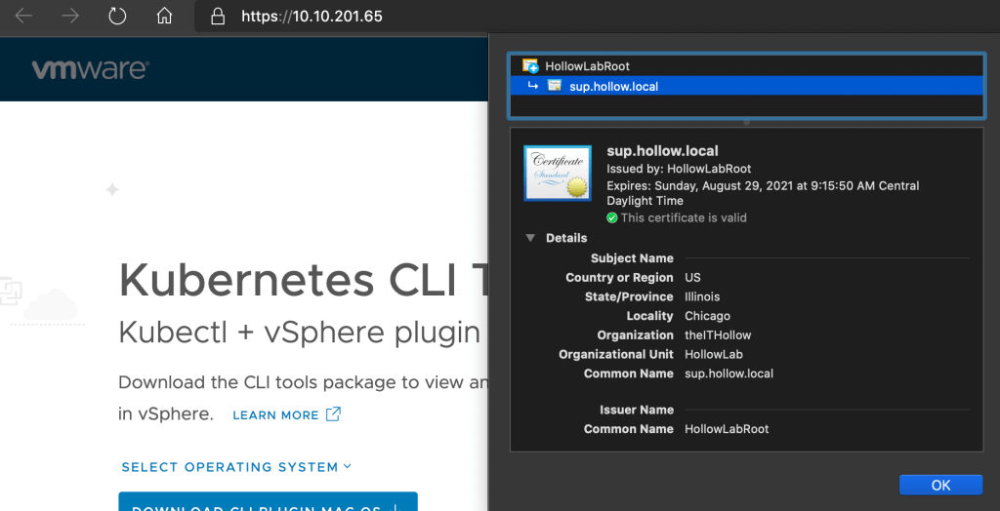 https://10.10.201.65
vmware
Kubernetes CLI T
Kubectl + vSphere plugin
Download the CLI tools package to view an
in vSphere. LEARN MORE
SELECT OPERATING SYSTEM
DOWNLOAD CLI PLUGIN MAC OS
HollowLabRoot
sup.hollow.local
Certificate
Standard
sup.hollow.local
Issued by: HollowLabRoot
Expires: Sunday, August 29, 2021 at 9:15:50 AM Central
Daylight Time
This certificate is valid
Details
Subject Name
Country or Region US
State/Province Illinois
Locality Chicago
Organization theITHollow
Organizational Unit HollowLab
Common Name sup.hollow.local
Issuer Name
Common Name HollowLabRoot
OK